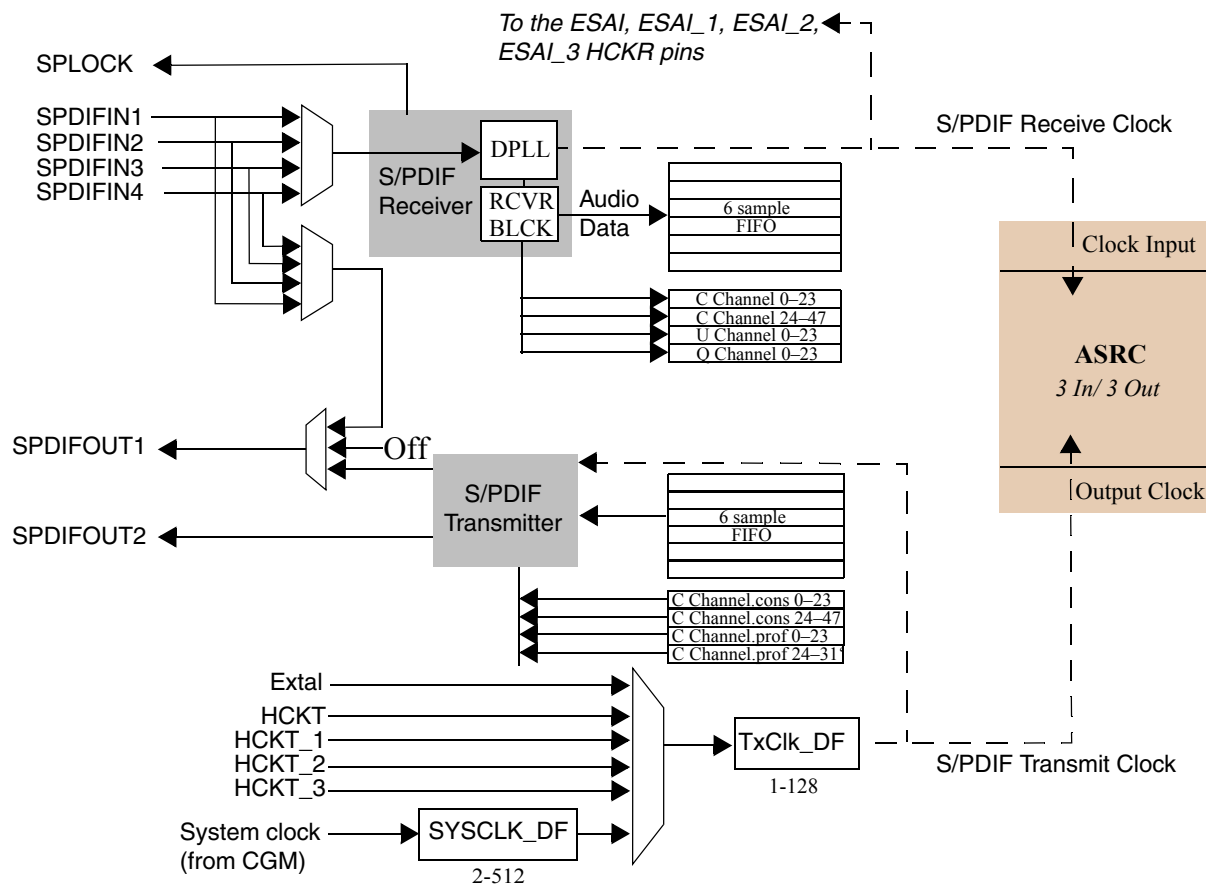 To the ESAI, ESAI_1, ESAI_2,
ESAI_3 HCKR pins
SPLOCK
SPDIFIN1
SPDIFIN2
SPDIFIN3
SPDIFIN4
S/PDIF
Receiver
DPLL
RCVR
BLCK
Audio
Data
6 sample
FIFO
S/PDIF Receive Clock
C Channel 0–23
C Channel 24–47
U Channel 0–23
Q Channel 0–23
Clock Input
ASRC
3 In/ 3 Out
Output Clock
SPDIFOUT1
Off
SPDIFOUT2
S/PDIF
Transmitter
6 sample
FIFO
C Channel.cons 0–23
C Channel.cons 24–47
C Channel.prof 0–23
C Channel.prof 24–31
Extal
HCKT
HCKT_1
HCKT_2
HCKT_3
System clock
(from CGM)
SYSCLK_DF
2-512
TxClk_DF
1-128
S/PDIF Transmit Clock